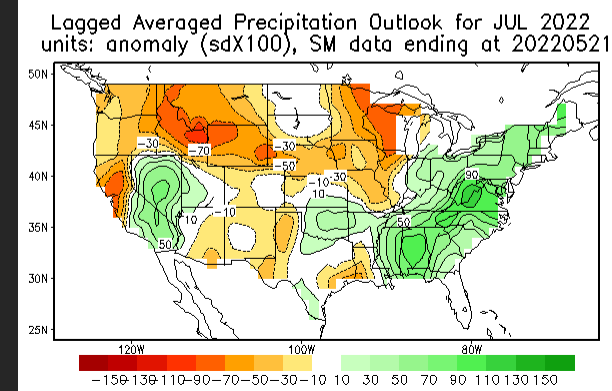 Lagged Averaged Precipitation Outlook for JUL 2022
units: anomaly (sdX100), SM data ending at 20220521
50N
45N
-30
-70
-30
-50
40N
-10
-30
10
90
35N
10
-10
50
50
30N
25N
120W 100W 80W
-150 -130 -110 -90 -70 -50 -30 -10 10 30 50 70 90 110 130 150